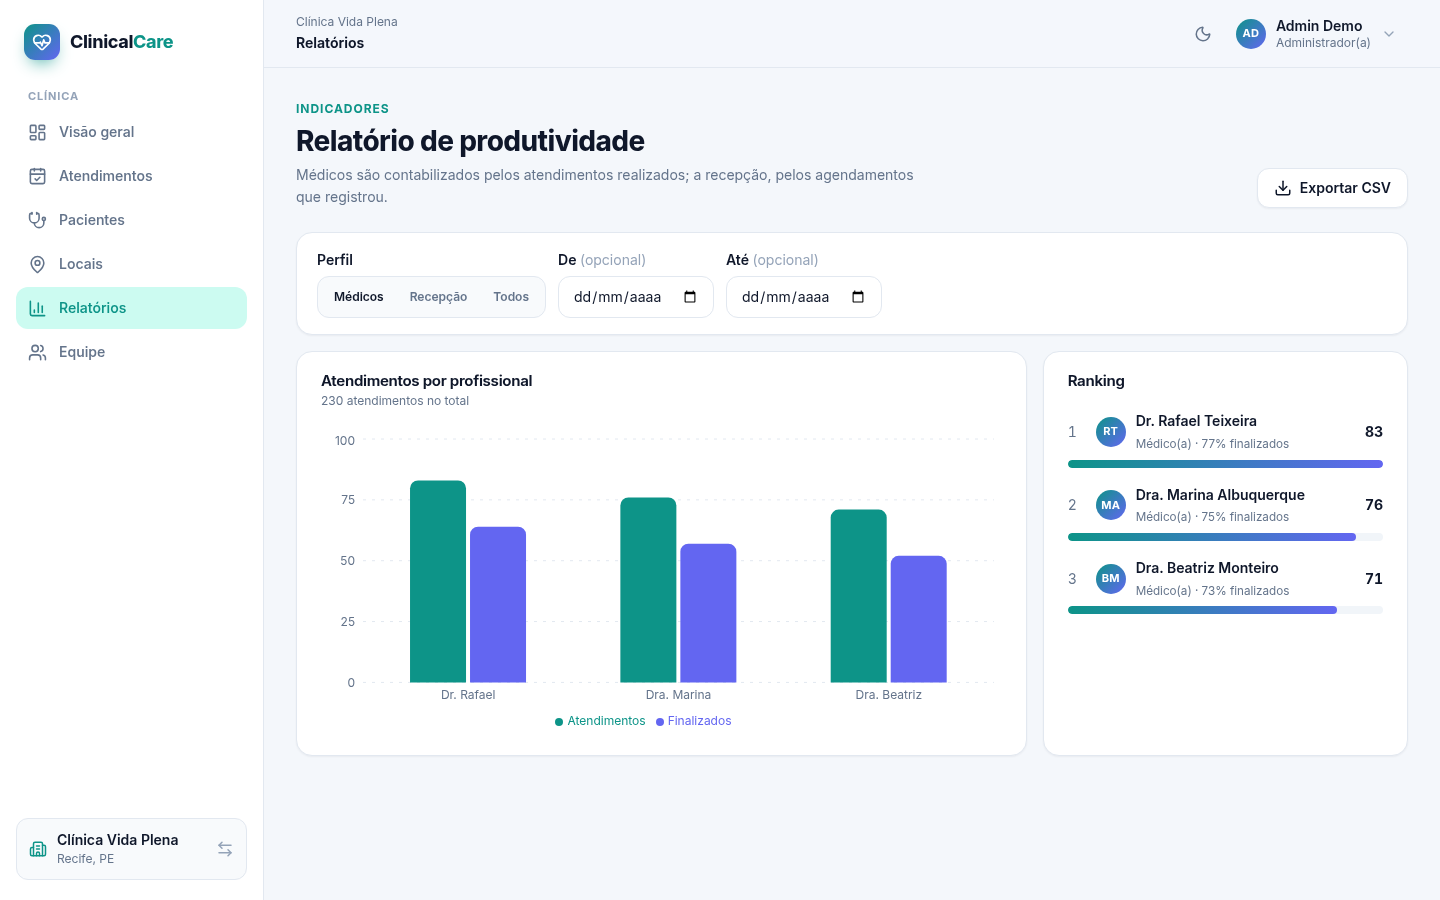 ClinicalCare
CLÍNICA
Visão geral
Atendimentos
Pacientes
Locais
Relatórios
Equipe
Clínica Vida Plena
Recife, PE
Clínica Vida Plena
Relatórios
AD
Admin Demo
Administrador(a)
INDICADORES
Relatório de produtividade
Médicos são contabilizados pelos atendimentos realizados; a recepção, pelos agendamentos
que registrou.
Exportar CSV
Perfil
Médicos Recepção Todos
De (opcional)
dd/mm/aaaa
Até (opcional)
dd/mm/aaaa
Atendimentos por profissional
230 atendimentos no total
100
75
50
25
0
Dr. Rafael Dra. Marina Dra. Beatriz
Atendimentos Finalizados
Ranking
1 RT Dr. Rafael Teixeira 83
Médico(a) · 77% finalizados
2 MA Dra. Marina Albuquerque 76
Médico(a) · 75% finalizados
3 BM Dra. Beatriz Monteiro 71
Médico(a) · 73% finalizados